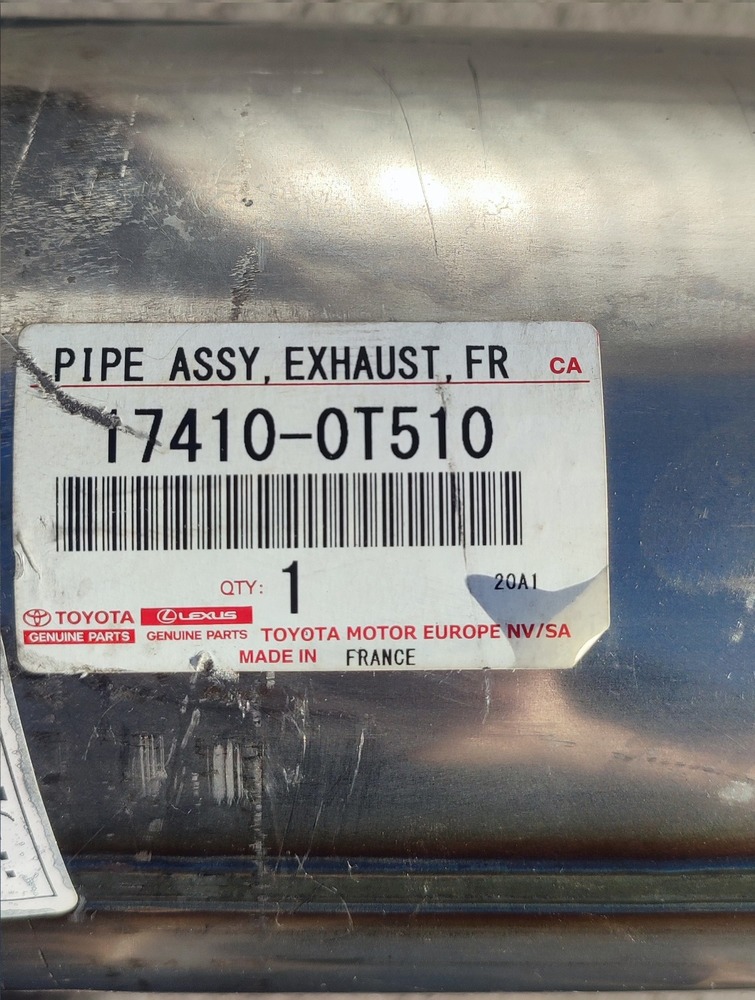 PIPE ASSY, EXHAUST, FR CA
17410-0T510
QTY: 1 20A1
TOYOTA LEXUS
GENUINE PARTS GENUINE PARTS TOYOTA MOTOR EUROPE NV/SA
MADE IN FRANCE